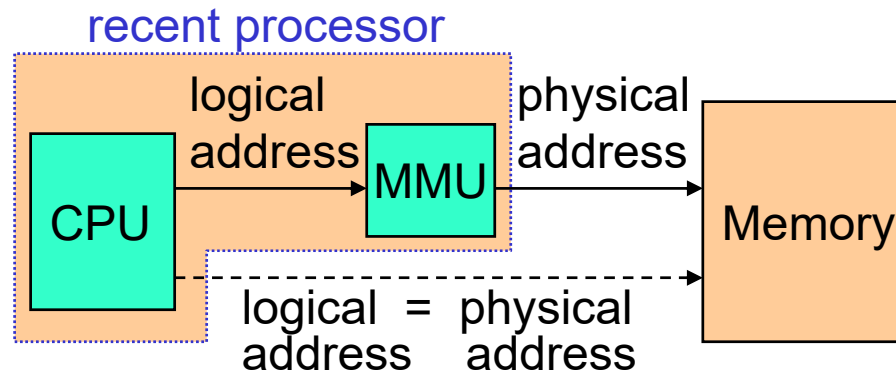 recent processor
logical
address
physical
address
CPU
MMU
Memory
logical = physical
address address